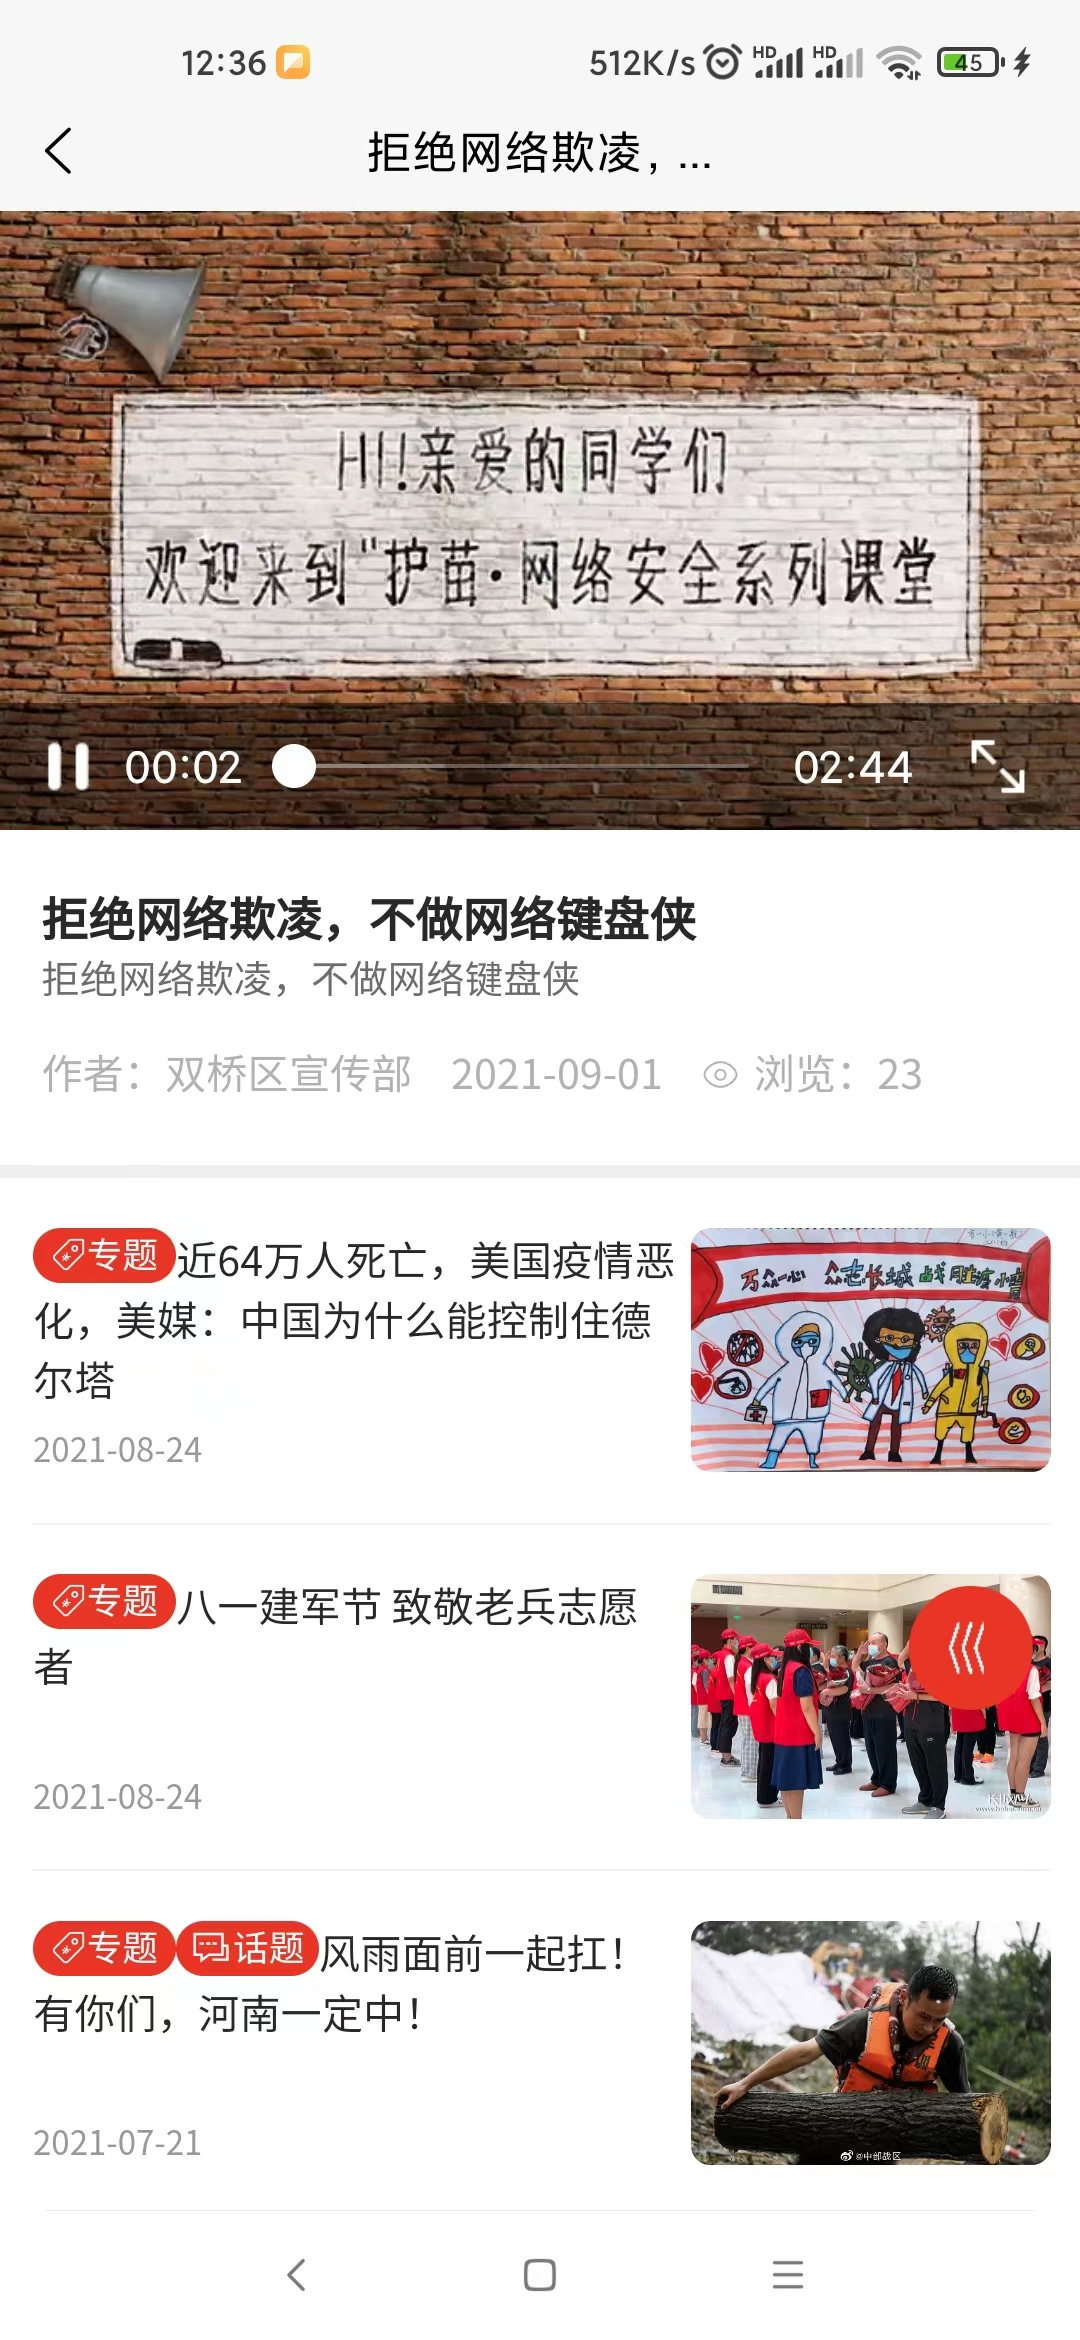 12:36
512K/s HD HD 45
拒绝网络欺凌，...
HI!亲爱的同学们
欢迎来到"护苗·网络安全系列课堂
00:02
02:44
拒绝网络欺凌，不做网络键盘侠
拒绝网络欺凌，不做网络键盘侠
作者：双桥区宣传部 2021-09-01 浏览：23
专题近64万人死亡，美国疫情恶
化，美媒：中国为什么能控制住德
尔塔
2021-08-24
万众一心 众志长城 战胜疫情
专题八一建军节 致敬老兵志愿
者
2021-08-24
专题话题风雨面前一起扛！
有你们，河南一定中！
2021-07-21
@中部战区